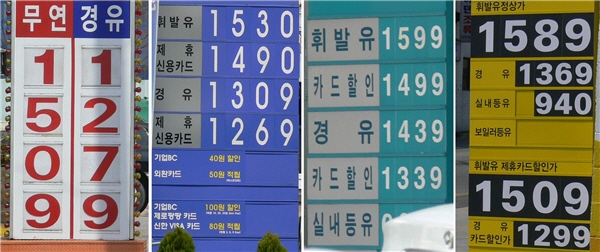 무연 경유
1 1
5 2
0 7
9 9
휘발유 1530
제휴
신용카드 1490
경유 1309
제휴
신용카드 1269
기업BC 40원 할인
외환카드 50원 적립
기업BC 100원 할인
제로팡팡 카드
신한 VISA 카드 80원 적립
휘발유 1599
카드할인 1499
경유 1439
카드할인 1339
실내등유
휘발유정상가
1589
경유 1369
실내등유 940
보일러등유
휘발유 제휴카드할인가
1509
경유
카드할인가 1299